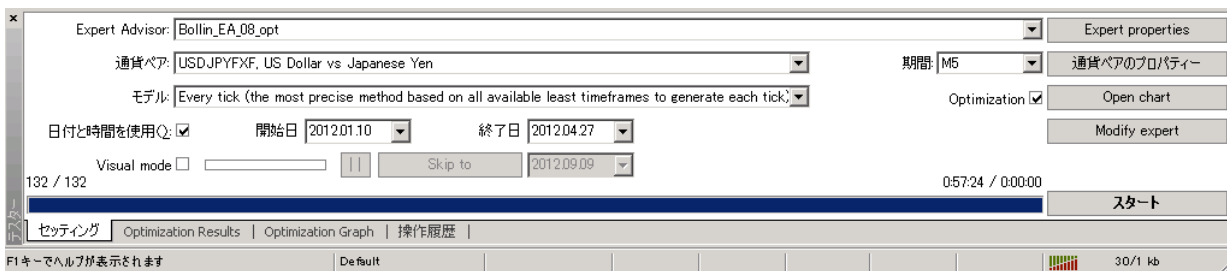 Expert Advisor: Bollin_EA_08_opt Expert properties
通貨ペア: USDJPYFXF, US Dollar vs Japanese Yen 期間: M5 通貨ペアのプロパティー
モデル: Every tick (the most precise method based on all available least timeframes to generate each tick) Optimization Open chart
日付と時間を使用(): 開始日 2012.01.10 終了日 2012.04.27 Modify expert
Visual mode Skip to 2012.09.09
132 / 132 0:57:24 / 0:00:00
スタート
テスター
セッティング Optimization Results Optimization Graph 操作履歴
F1キーでヘルプが表示されます Default 30/1 kb